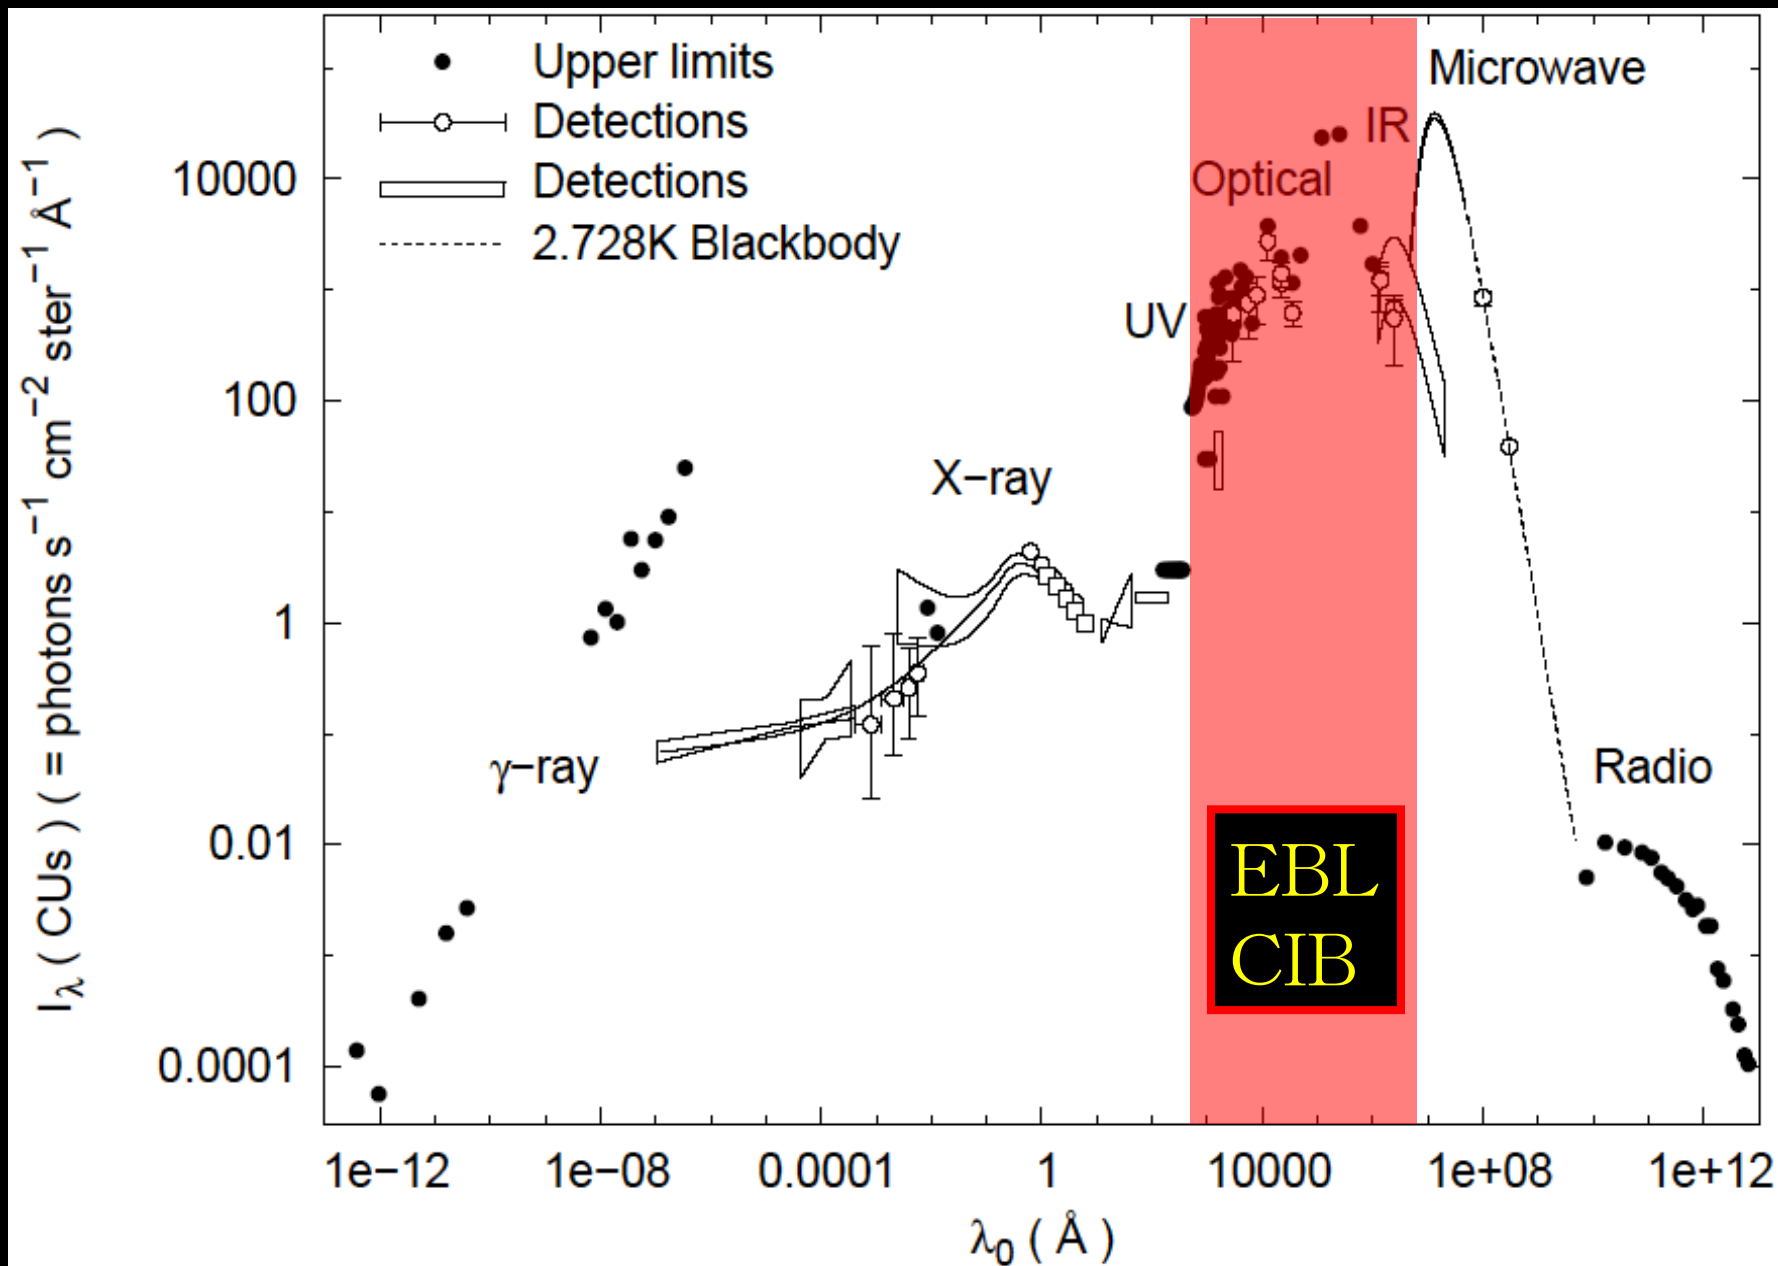 Upper limits
Detections
Detections
2.728K Blackbody
Microwave
IR
Optical
UV
X−ray
γ−ray
Radio
EBL
CIB
I_λ ( CUs ) ( = photons s⁻¹ cm⁻² ster⁻¹ Å⁻¹ )
10000
100
1
0.01
0.0001
1e−12 1e−08 0.0001 1 10000 1e+08 1e+12
λ₀ ( Å )